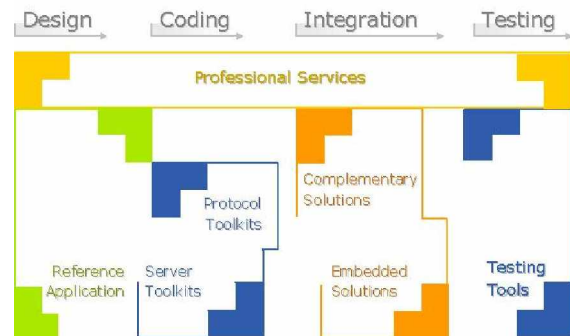 Design Coding Integration Testing
Professional Services
Complementary
Solutions
Protocol
Toolkits
Reference
Application
Server
Toolkits
Embedded
Solutions
Testing
Tools